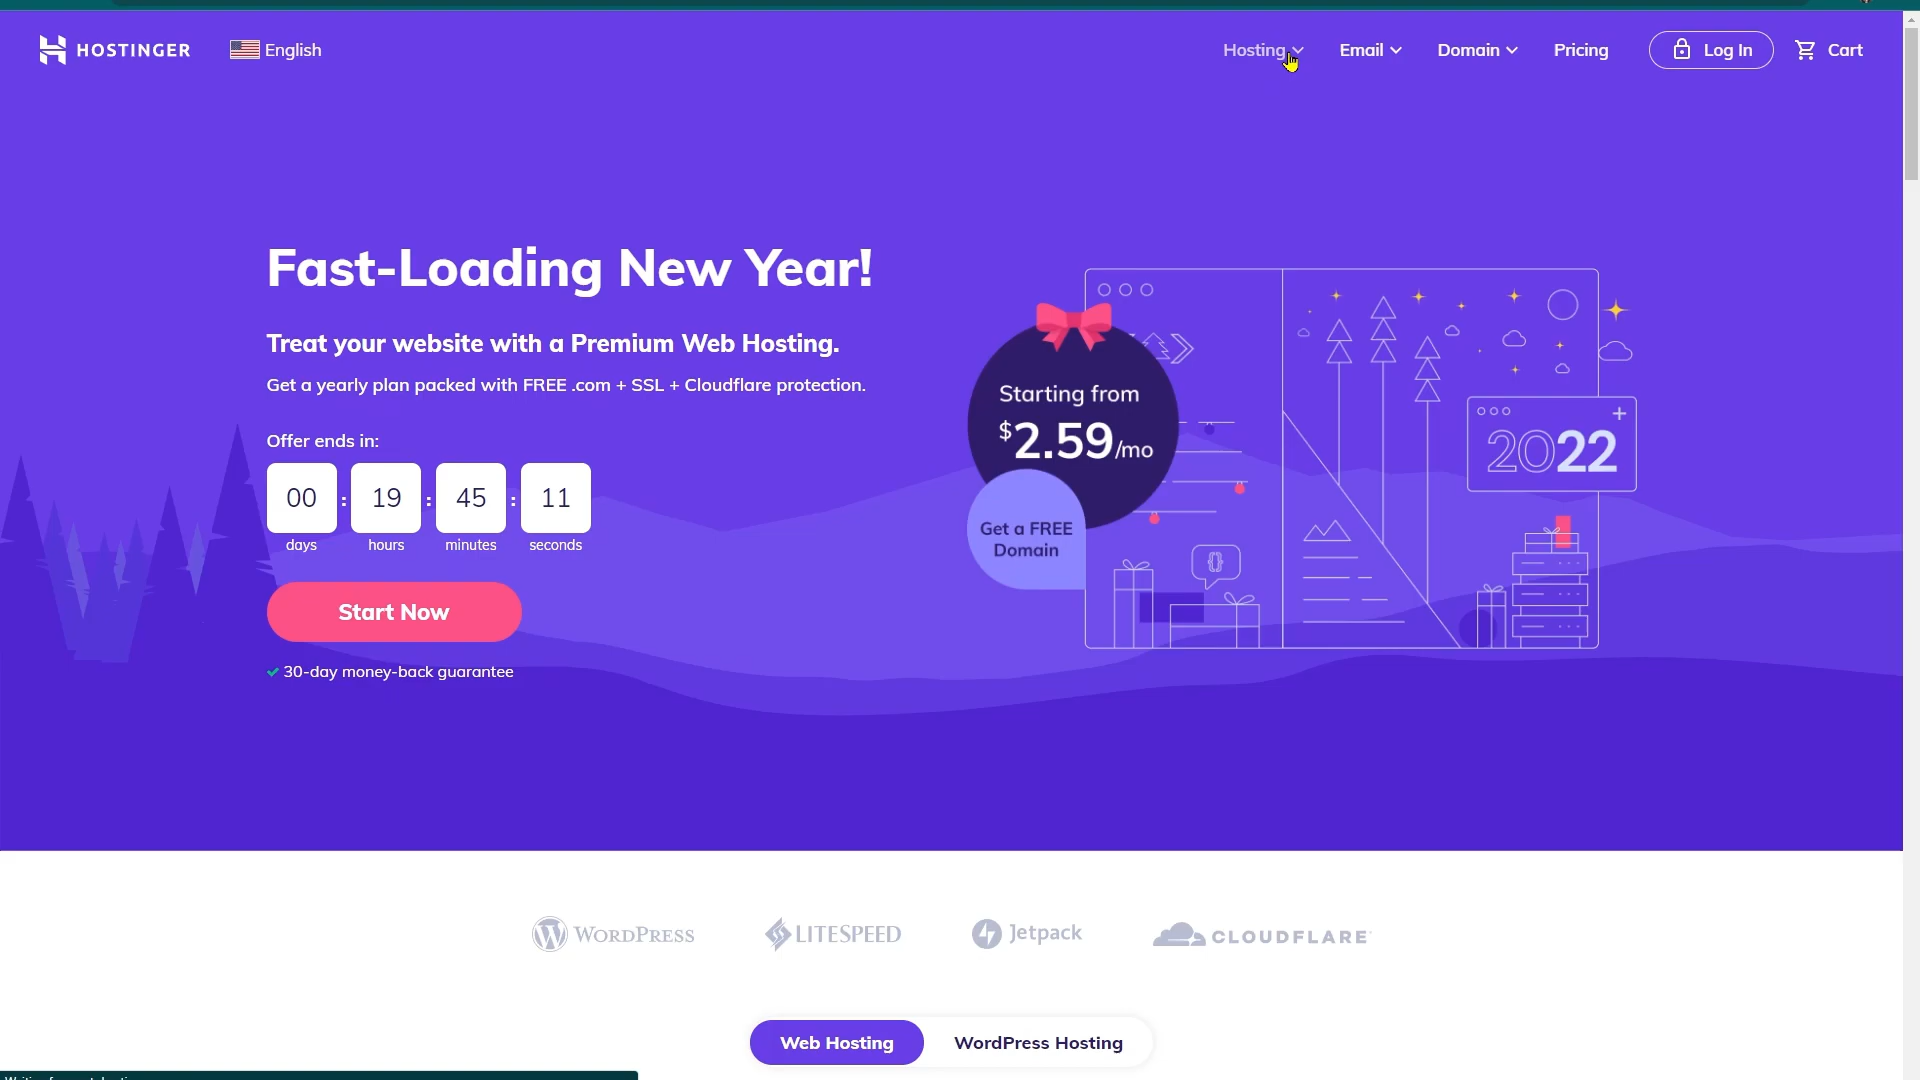 HOSTINGER
English
Hosting
Email
Domain
Pricing
Log In
Cart
Fast-Loading New Year!
Treat your website with a Premium Web Hosting.
Get a yearly plan packed with FREE .com + SSL + Cloudflare protection.
Offer ends in:
00 : 19 : 45 : 11
days hours minutes seconds
Start Now
30-day money-back guarantee
Starting from
$2.59/mo
Get a FREE
Domain
2022
WORDPRESS
LITESPEED
Jetpack
CLOUDFLARE
Web Hosting
WordPress Hosting